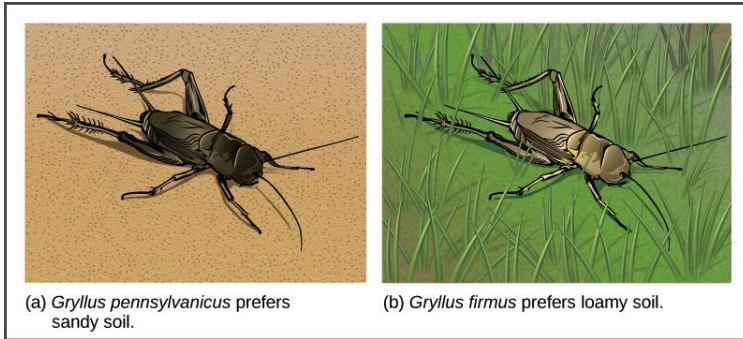 (a) Gryllus pennsylvanicus prefers
sandy soil.
(b) Gryllus firmus prefers loamy soil.